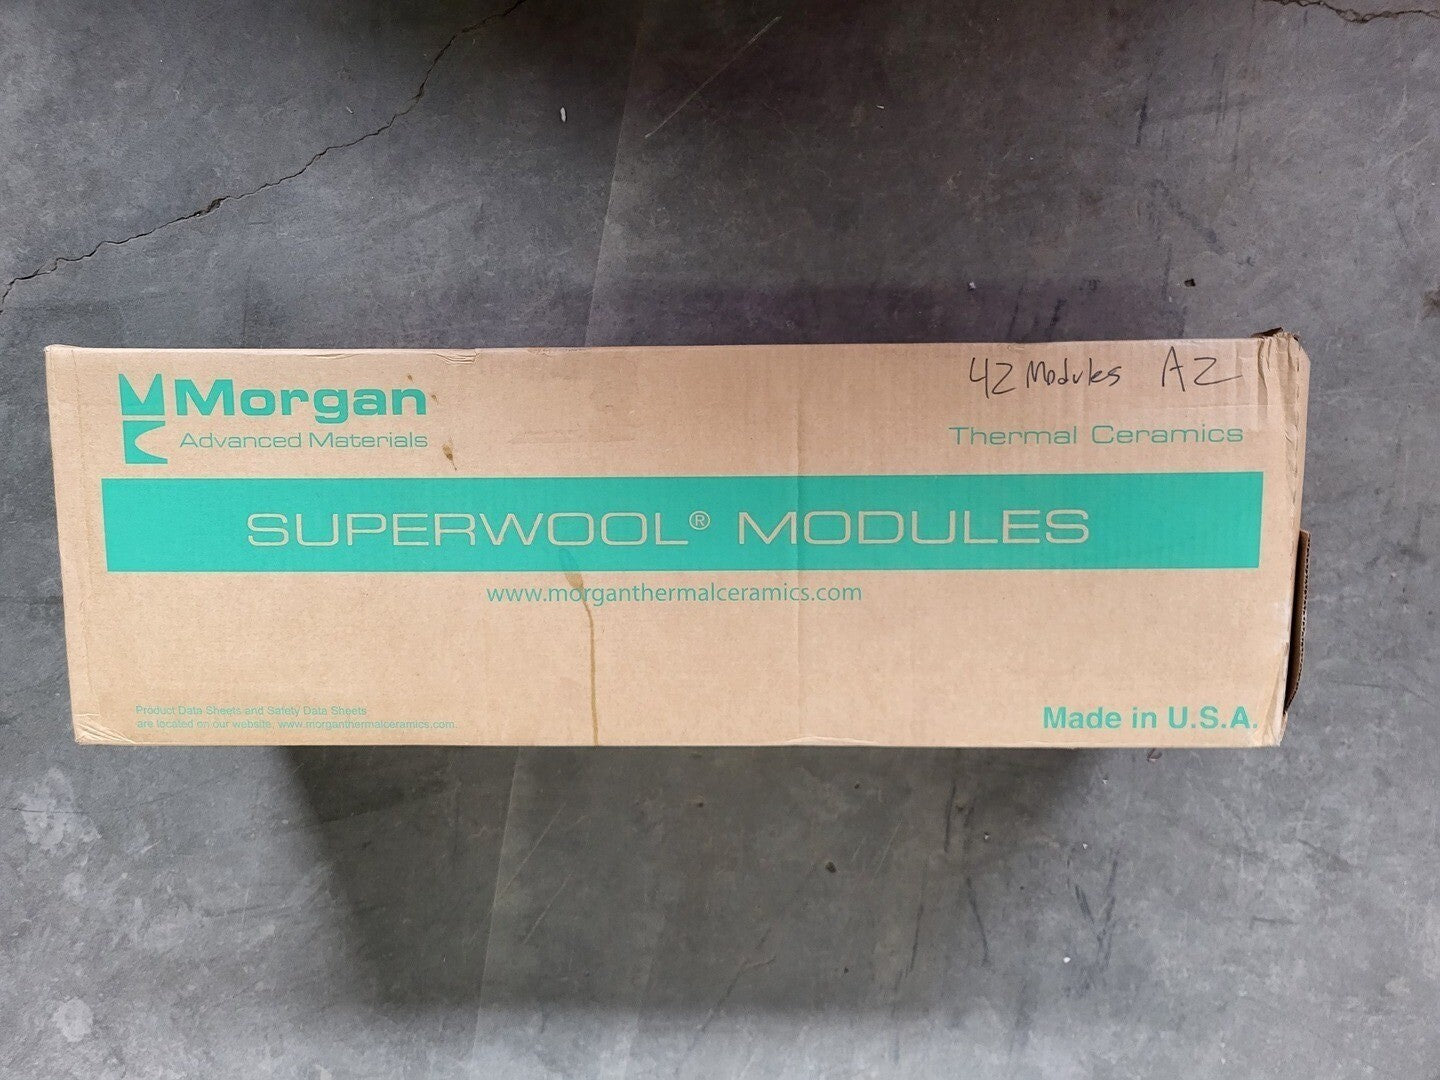 42 Modules AZ
Morgan
Advanced Materials
Thermal Ceramics
SUPERWOOL® MODULES
www.morganthermalceramics.com
Product Data Sheets and Safety Data Sheets
are located on our website, www.morganthermalceramics.com.
Made in U.S.A.